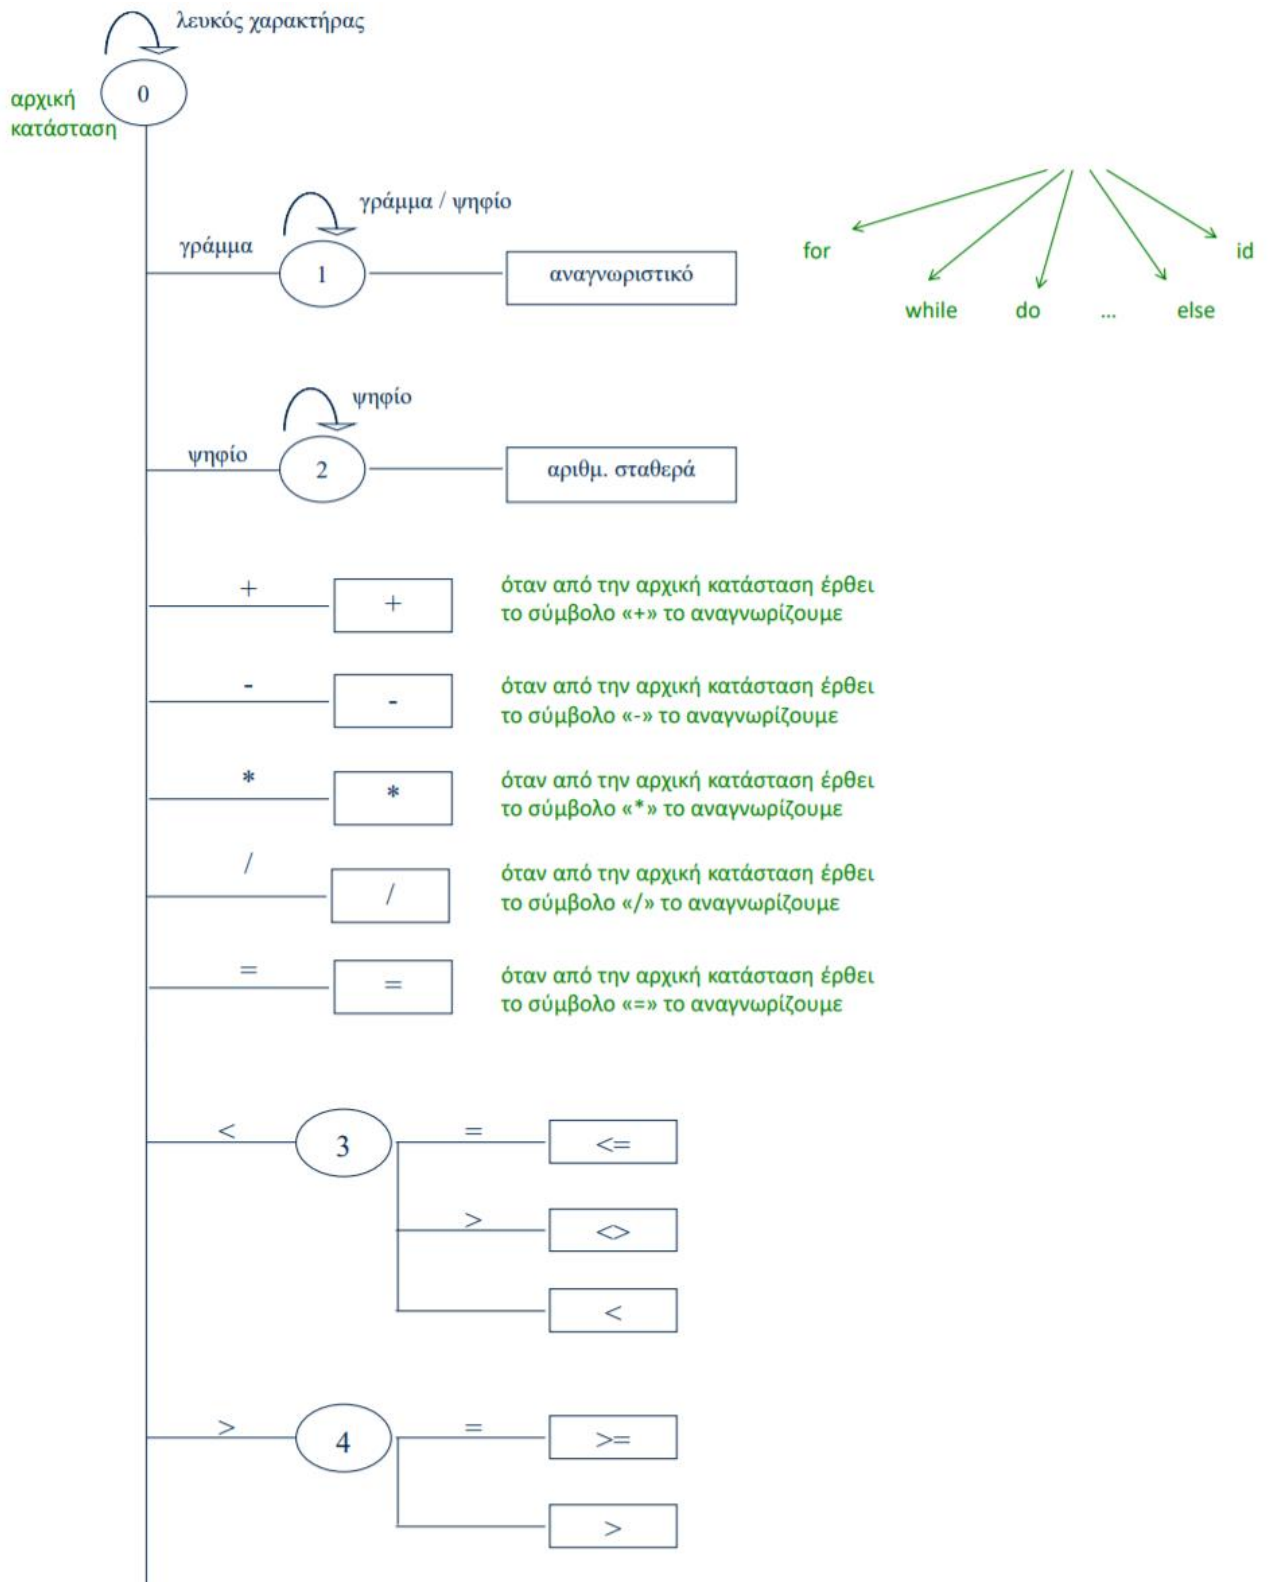 λευκός χαρακτήρας
0
αρχική
κατάσταση
γράμμα / ψηφίο
γράμμα
1
αναγνωριστικό
for
while
do
...
else
id
ψηφίο
ψηφίο
2
αριθμ. σταθερά
+
+
όταν από την αρχική κατάσταση έρθει
το σύμβολο «+» το αναγνωρίζουμε
-
-
όταν από την αρχική κατάσταση έρθει
το σύμβολο «-» το αναγνωρίζουμε
*
*
όταν από την αρχική κατάσταση έρθει
το σύμβολο «*» το αναγνωρίζουμε
/
/
όταν από την αρχική κατάσταση έρθει
το σύμβολο «/» το αναγνωρίζουμε
=
=
όταν από την αρχική κατάσταση έρθει
το σύμβολο «=» το αναγνωρίζουμε
<
3
=
<=
>
<>
<
>
4
=
>=
>